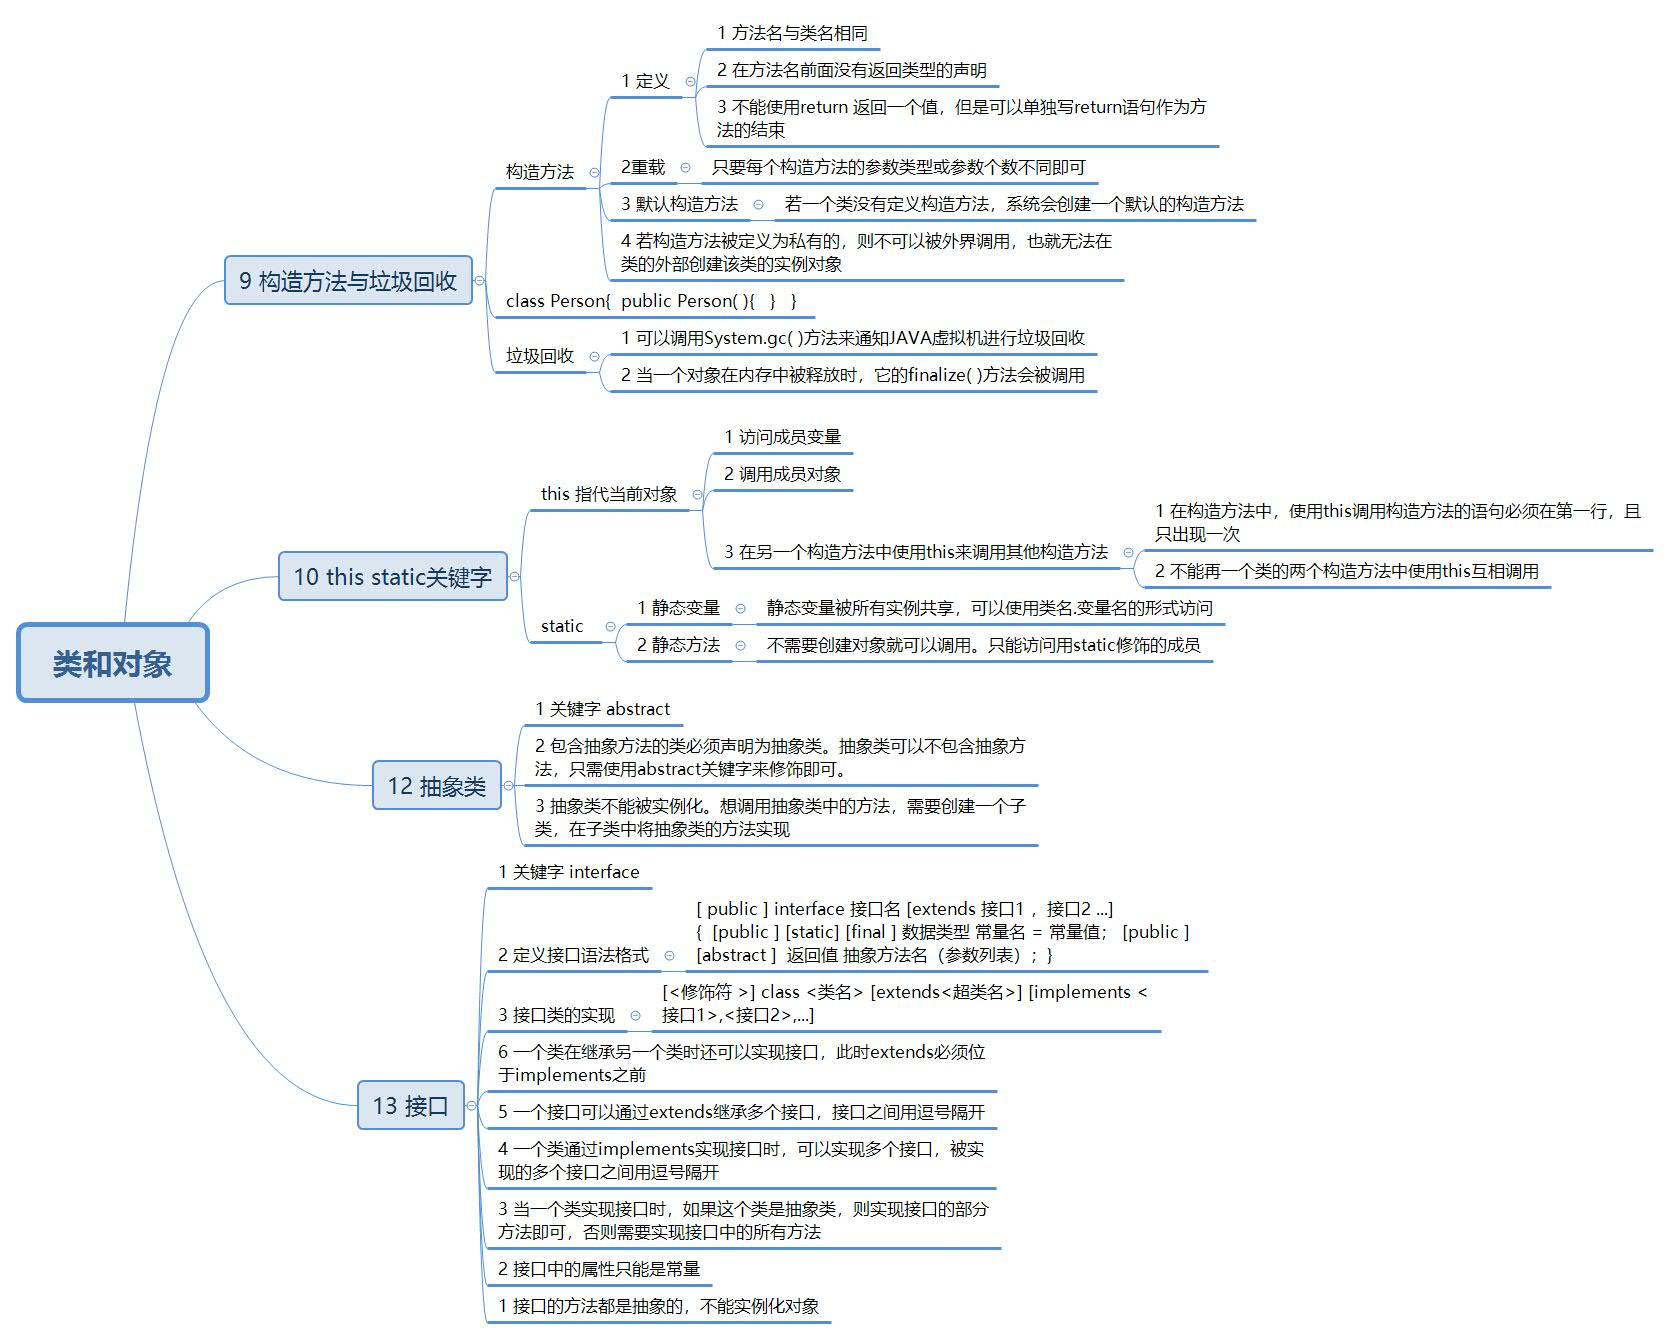 类和对象
9 构造方法与垃圾回收
构造方法
1 定义
1 方法名与类名相同
2 在方法名前面没有返回类型的声明
3 不能使用return 返回一个值，但是可以单独写return语句作为方
法的结束
2重载
只要每个构造方法的参数类型或参数个数不同即可
3 默认构造方法
若一个类没有定义构造方法，系统会创建一个默认的构造方法
4 若构造方法被定义为私有的，则不可以被外界调用，也就无法在
类的外部创建该类的实例对象
class Person{  public Person( ){   }   }
垃圾回收
1 可以调用System.gc( )方法来通知JAVA虚拟机进行垃圾回收
2 当一个对象在内存中被释放时，它的finalize( )方法会被调用
10 this static关键字
this 指代当前对象
1 访问成员变量
2 调用成员对象
3 在另一个构造方法中使用this来调用其他构造方法
1 在构造方法中，使用this调用构造方法的语句必须在第一行，且
只出现一次
2 不能再一个类的两个构造方法中使用this互相调用
static
1 静态变量
静态变量被所有实例共享，可以使用类名.变量名的形式访问
2 静态方法
不需要创建对象就可以调用。只能访问用static修饰的成员
12 抽象类
1 关键字 abstract
2 包含抽象方法的类必须声明为抽象类。抽象类可以不包含抽象方
法，只需使用abstract关键字来修饰即可。
3 抽象类不能被实例化。想调用抽象类中的方法，需要创建一个子
类，在子类中将抽象类的方法实现
13 接口
1 关键字 interface
2 定义接口语法格式
[ public ] interface 接口名 [extends 接口1 ，接口2 ...]
{  [public ] [static] [final ] 数据类型 常量名 = 常量值； [public ]
[abstract ]  返回值 抽象方法名（参数列表）；}
3 接口类的实现
[<修饰符 >] class <类名> [extends<超类名>] [implements <
接口1>,<接口2>,...]
6 一个类在继承另一个类时还可以实现接口，此时extends必须位
于implements之前
5 一个接口可以通过extends继承多个接口，接口之间用逗号隔开
4 一个类通过implements实现接口时，可以实现多个接口，被实
现的多个接口之间用逗号隔开
3 当一个类实现接口时，如果这个类是抽象类，则实现接口的部分
方法即可，否则需要实现接口中的所有方法
2 接口中的属性只能是常量
1 接口的方法都是抽象的，不能实例化对象